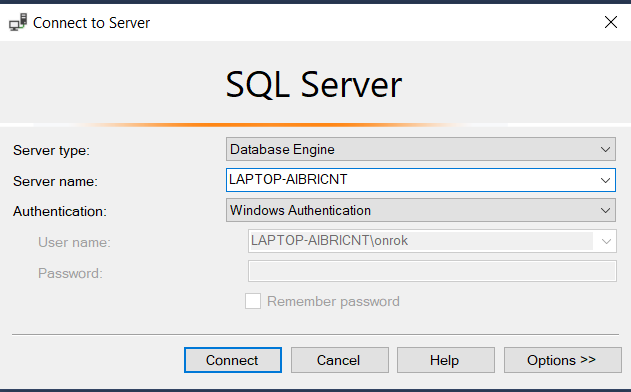 Connect to Server
SQL Server
Server type: Database Engine
Server name: LAPTOP-AIBRICNT
Authentication: Windows Authentication
User name: LAPTOP-AIBRICNT\onrok
Password:
Remember password
Connect Cancel Help Options >>